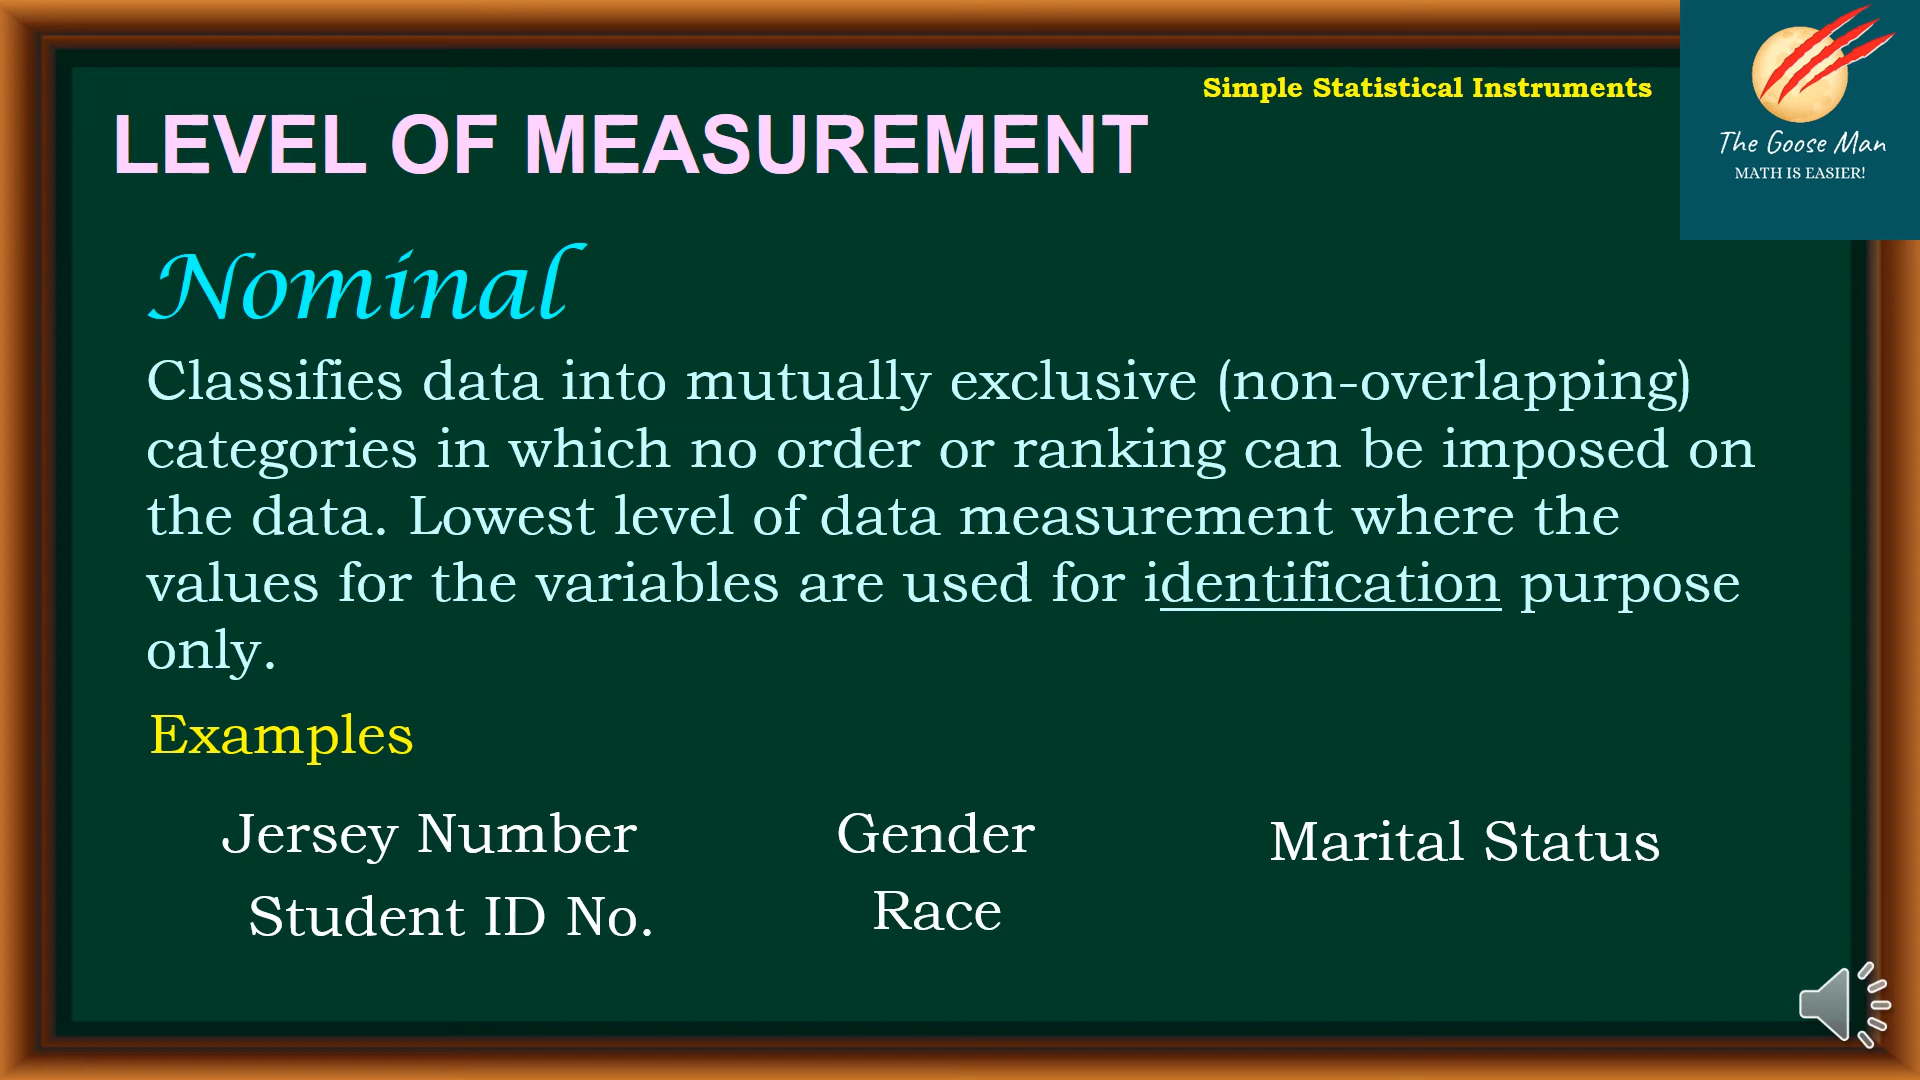 Simple Statistical Instruments
The Goose Man
MATH IS EASIER!
LEVEL OF MEASUREMENT
Nominal
Classifies data into mutually exclusive (non-overlapping)
categories in which no order or ranking can be imposed on
the data. Lowest level of data measurement where the
values for the variables are used for identification purpose
only.
Examples
Jersey Number
Gender
Marital Status
Student ID No.
Race